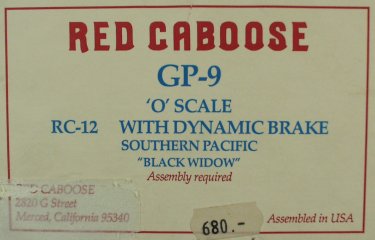 RED CABOOSE
GP-9
'O' SCALE
RC-12 WITH DYNAMIC BRAKE
SOUTHERN PACIFIC
"BLACK WIDOW"
Assembly required
RED CABOOSE
2820 G Street
Merced, California 95340
680.-
Assembled in USA